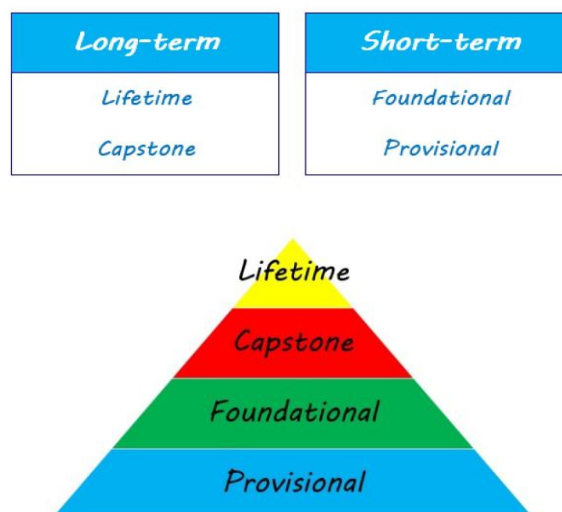 Long-term
Lifetime
Capstone
Short-term
Foundational
Provisional
Lifetime
Capstone
Foundational
Provisional